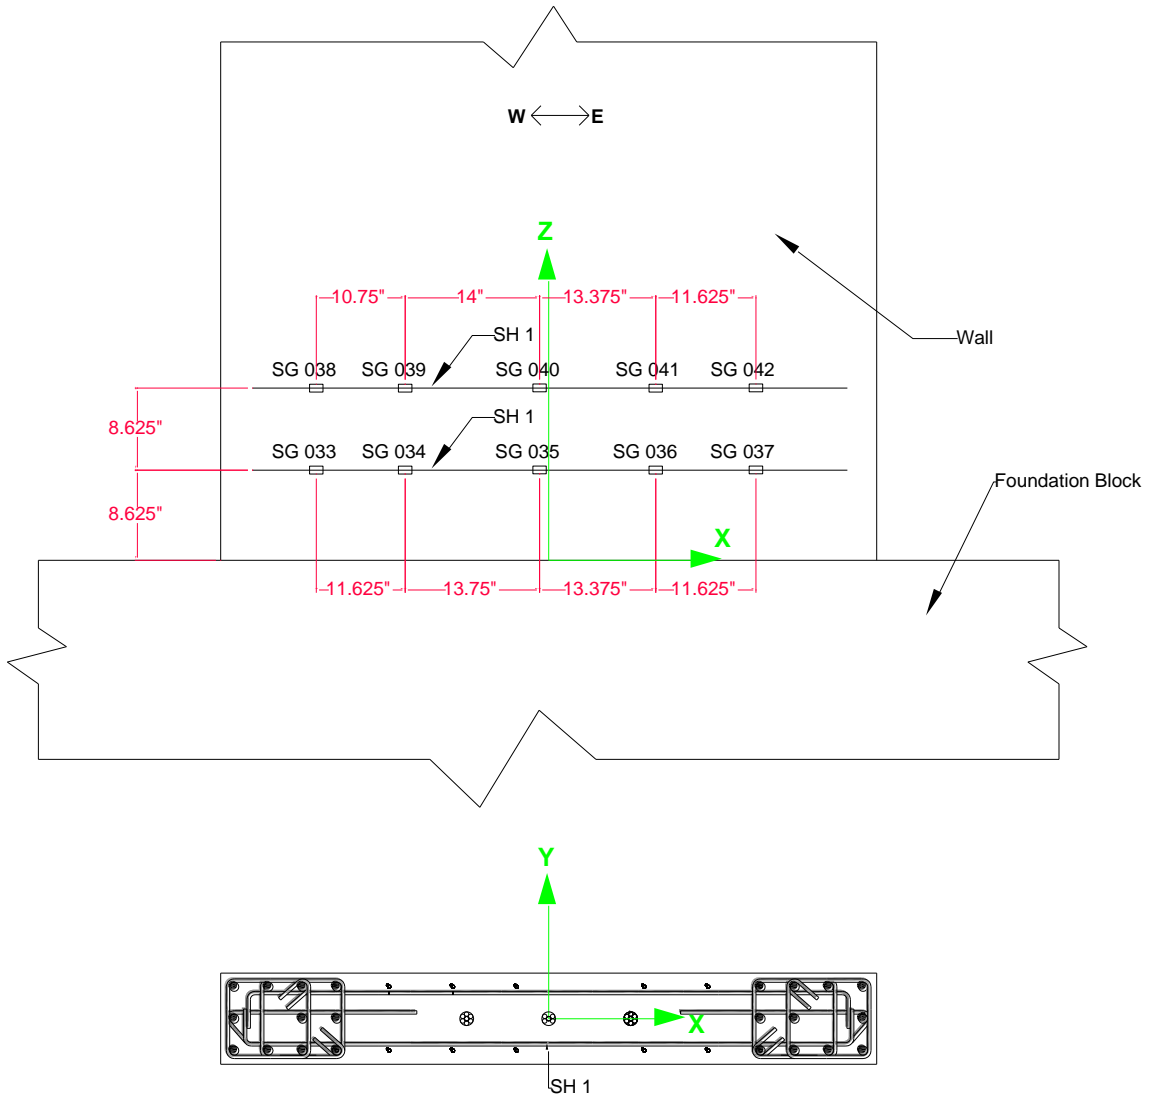 W E
Z
10.75" 14" 13.375" 11.625"
SH 1
Wall
SG 038 SG 039 SG 040 SG 041 SG 042
SH 1
8.625"
SG 033 SG 034 SG 035 SG 036 SG 037
Foundation Block
8.625"
X
11.625" 13.75" 13.375" 11.625"
Y
X
SH 1